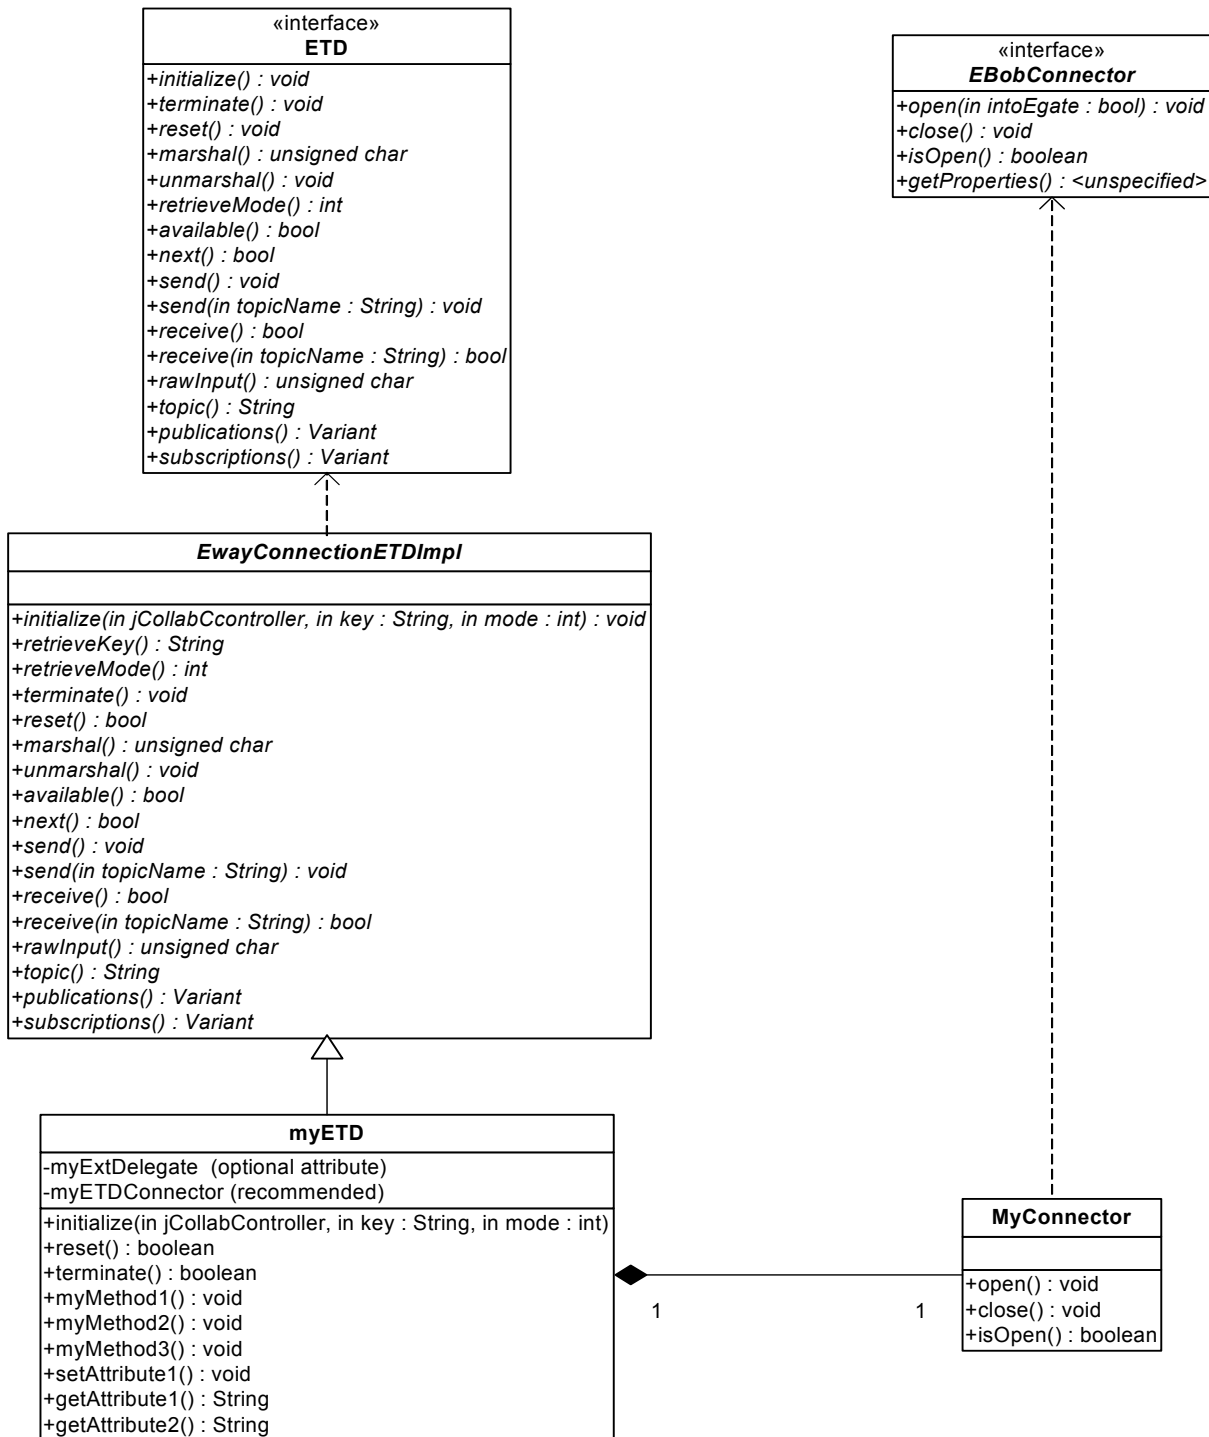 «interface»
ETD
+initialize() : void
+terminate() : void
+reset() : void
+marshal() : unsigned char
+unmarshal() : void
+retrieveMode() : int
+available() : bool
+next() : bool
+send() : void
+send(in topicName : String) : void
+receive() : bool
+receive(in topicName : String) : bool
+rawInput() : unsigned char
+topic() : String
+publications() : Variant
+subscriptions() : Variant
«interface»
EBobConnector
+open(in intoEgate : bool) : void
+close() : void
+isOpen() : boolean
+getProperties() : <unspecified>
EwayConnectionETDImpl
+initialize(in jCollabCcontroller, in key : String, in mode : int) : void
+retrieveKey() : String
+retrieveMode() : int
+terminate() : void
+reset() : bool
+marshal() : unsigned char
+unmarshal() : void
+available() : bool
+next() : bool
+send() : void
+send(in topicName : String) : void
+receive() : bool
+receive(in topicName : String) : bool
+rawInput() : unsigned char
+topic() : String
+publications() : Variant
+subscriptions() : Variant
myETD
-myExtDelegate (optional attribute)
-myETDConnector (recommended)
+initialize(in jCollabController, in key : String, in mode : int)
+reset() : boolean
+terminate() : boolean
+myMethod1() : void
+myMethod2() : void
+myMethod3() : void
+setAttribute1() : void
+getAttribute1() : String
+getAttribute2() : String
1
1
MyConnector
+open() : void
+close() : void
+isOpen() : boolean